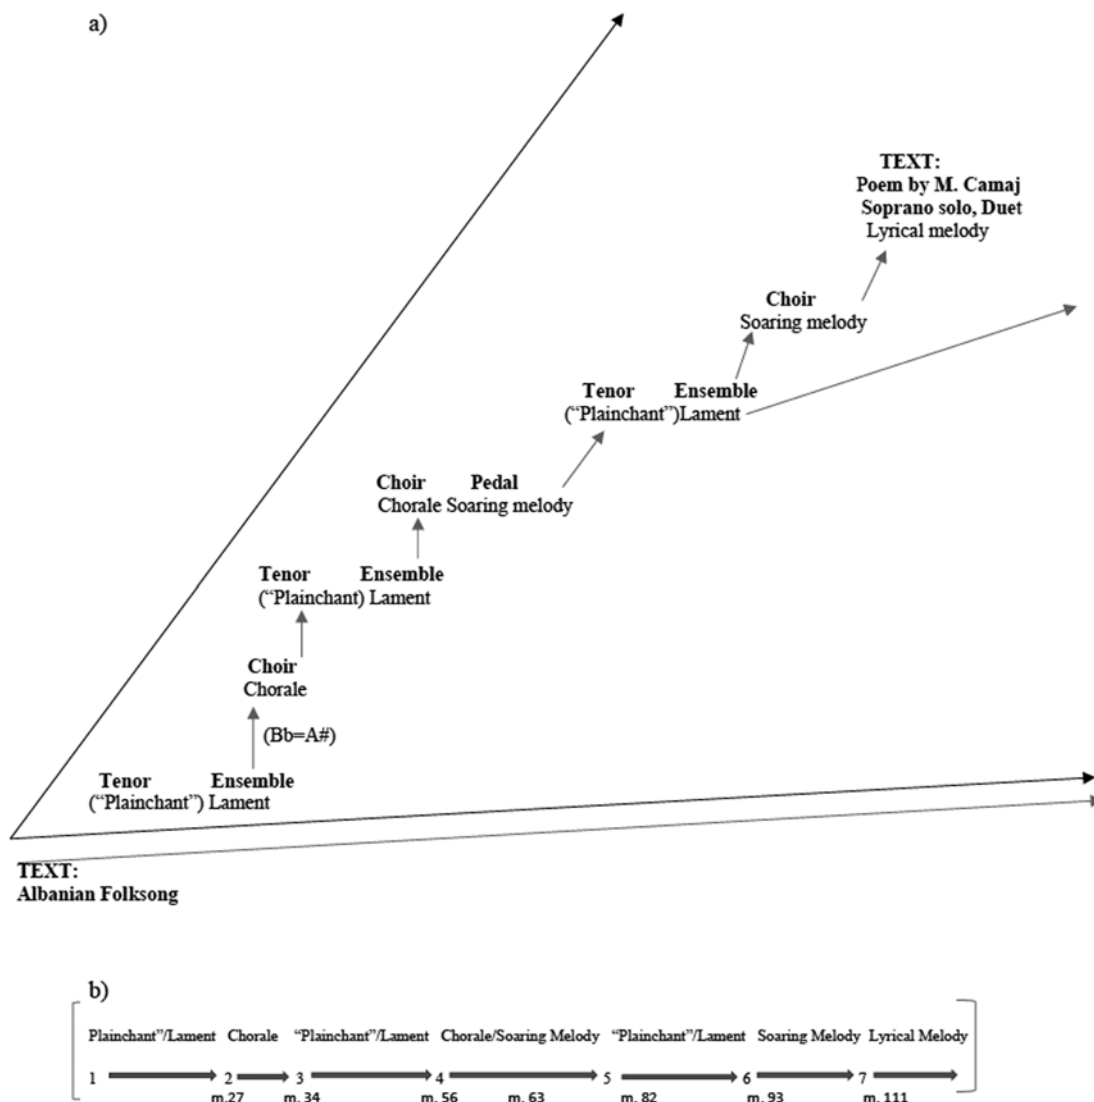 a)
TEXT:
Poem by M. Camaj
Soprano solo, Duet
Lyrical melody
Choir
Soaring melody
Tenor Ensemble
(“Plainchant”)Lament
Choir Pedal
Chorale Soaring melody
Tenor Ensemble
(“Plainchant) Lament
Choir
Chorale
(Bb=A#)
Tenor Ensemble
(“Plainchant”) Lament
TEXT:
Albanian Folksong
b)
Plainchant”/Lament Chorale “Plainchant”/Lament Chorale/Soaring Melody “Plainchant”/Lament Soaring Melody Lyrical Melody
1 2 3 4 5 6 7
m.27 m. 34 m. 56 m. 63 m. 82 m. 93 m. 111